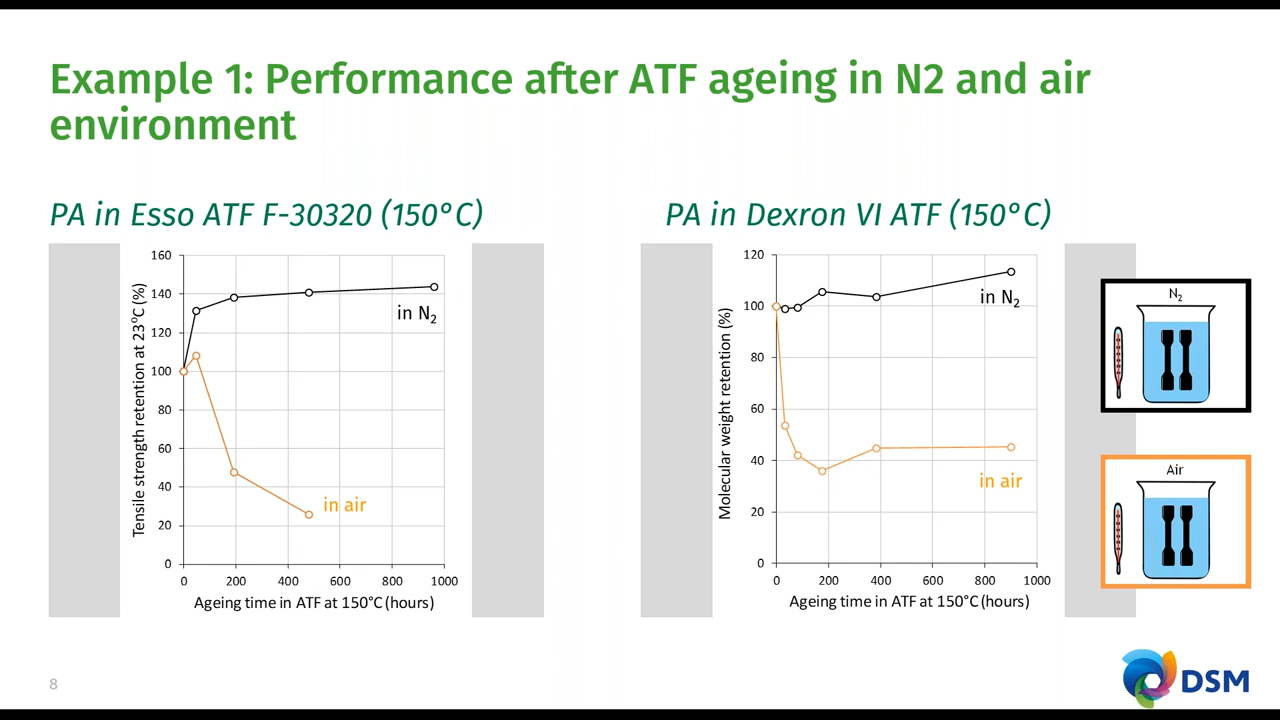 Example 1: Performance after ATF ageing in N2 and air
environment
PA in Esso ATF F-30320 (150°C)
PA in Dexron VI ATF (150°C)
Tensile strength retention at 23°C (%)
160
140
120
100
80
60
40
20
0
in N₂
in air
0 200 400 600 800 1000
Ageing time in ATF at 150°C (hours)
Molecular weight retention (%)
120
100
80
60
40
20
0
in N₂
in air
0 200 400 600 800 1000
Ageing time in ATF at 150°C (hours)
N₂
Air
8
DSM